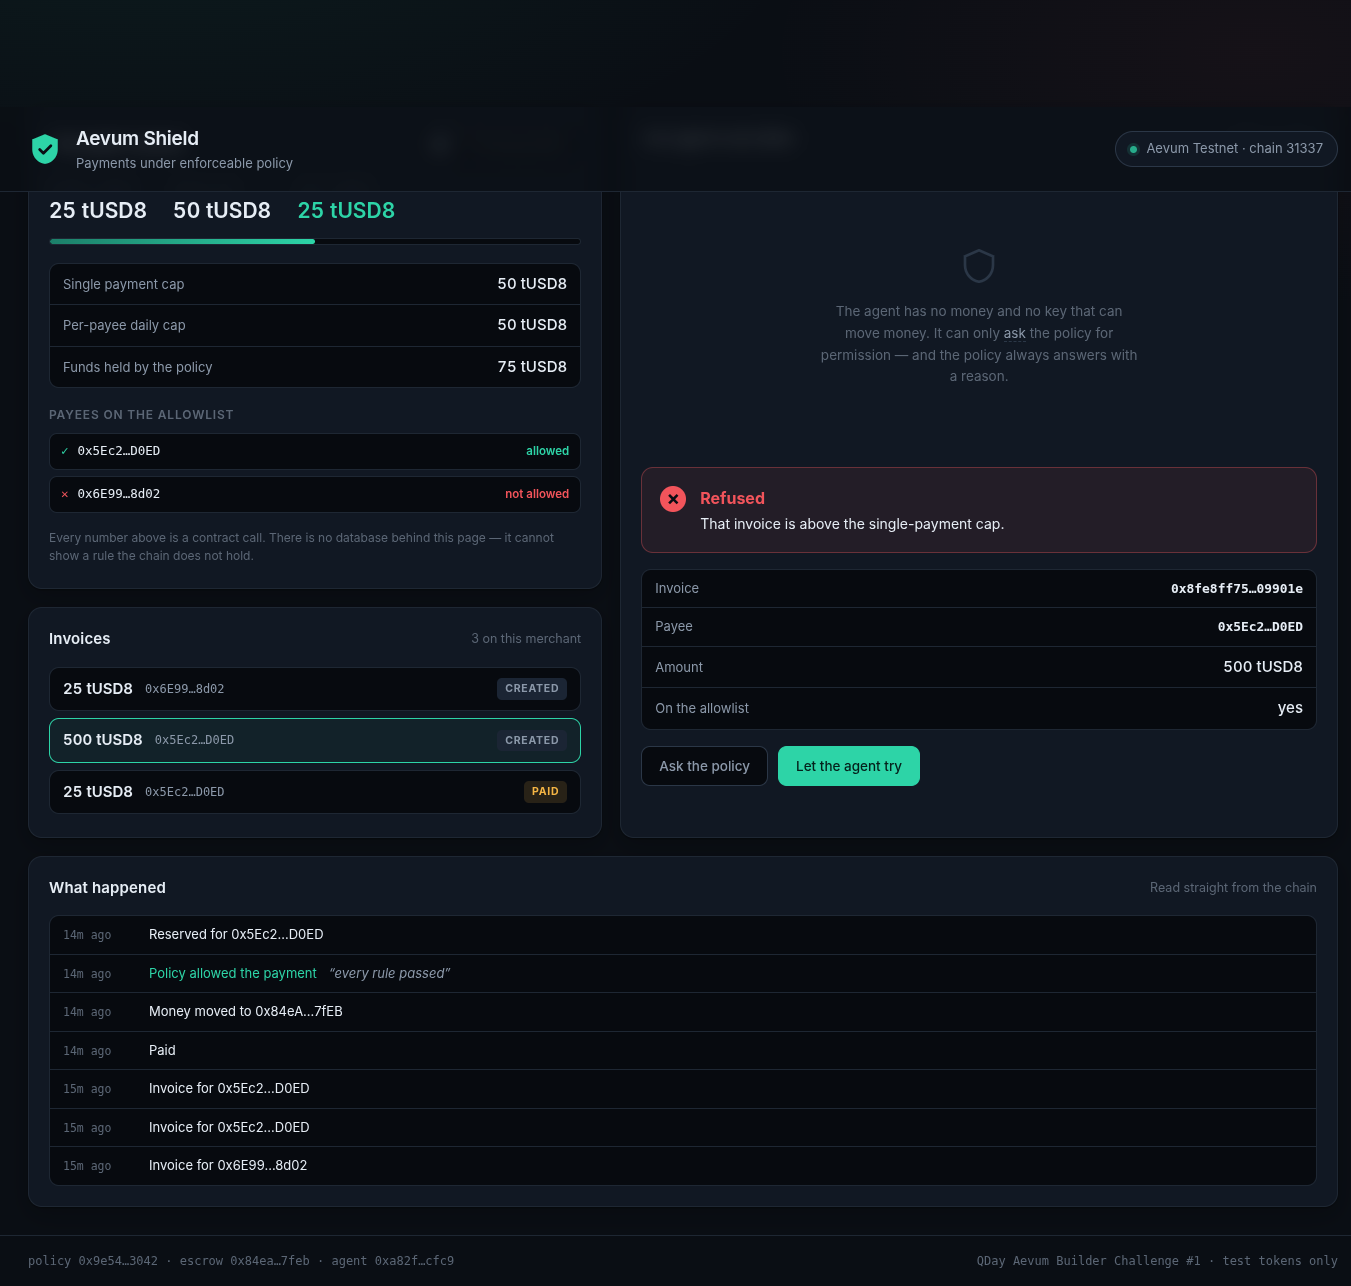 Aevum Shield
Payments under enforceable policy
Aevum Testnet · chain 31337
25 tUSD8 50 tUSD8 25 tUSD8
Single payment cap 50 tUSD8
Per-payee daily cap 50 tUSD8
Funds held by the policy 75 tUSD8
PAYEES ON THE ALLOWLIST
✓ 0x5Ec2…D0ED allowed
× 0x6E99…8d02 not allowed
Every number above is a contract call. There is no database behind this page — it cannot
show a rule the chain does not hold.
Invoices 3 on this merchant
25 tUSD8 0x6E99…8d02 CREATED
500 tUSD8 0x5Ec2…D0ED CREATED
25 tUSD8 0x5Ec2…D0ED PAID
The agent has no money and no key that can
move money. It can only ask the policy for
permission — and the policy always answers with
a reason.
Refused
That invoice is above the single-payment cap.
Invoice 0x8fe8ff75…09901e
Payee 0x5Ec2…D0ED
Amount 500 tUSD8
On the allowlist yes
Ask the policy Let the agent try
What happened Read straight from the chain
14m ago Reserved for 0x5Ec2…D0ED
14m ago Policy allowed the payment “every rule passed”
14m ago Money moved to 0x84eA…7fEB
14m ago Paid
15m ago Invoice for 0x5Ec2…D0ED
15m ago Invoice for 0x5Ec2…D0ED
15m ago Invoice for 0x6E99…8d02
policy 0x9e54…3042 · escrow 0x84ea…7feb · agent 0xa82f…cfc9
QDay Aevum Builder Challenge #1 · test tokens only